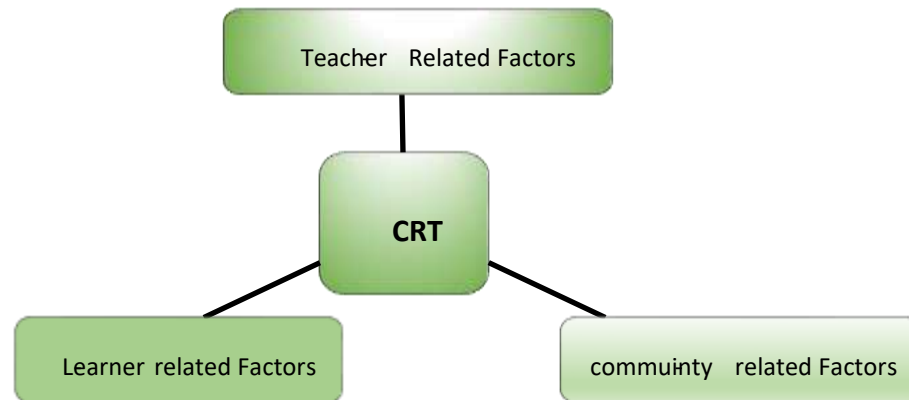 Teacher Related Factors
CRT
Learner related Factors
commuinty related Factors